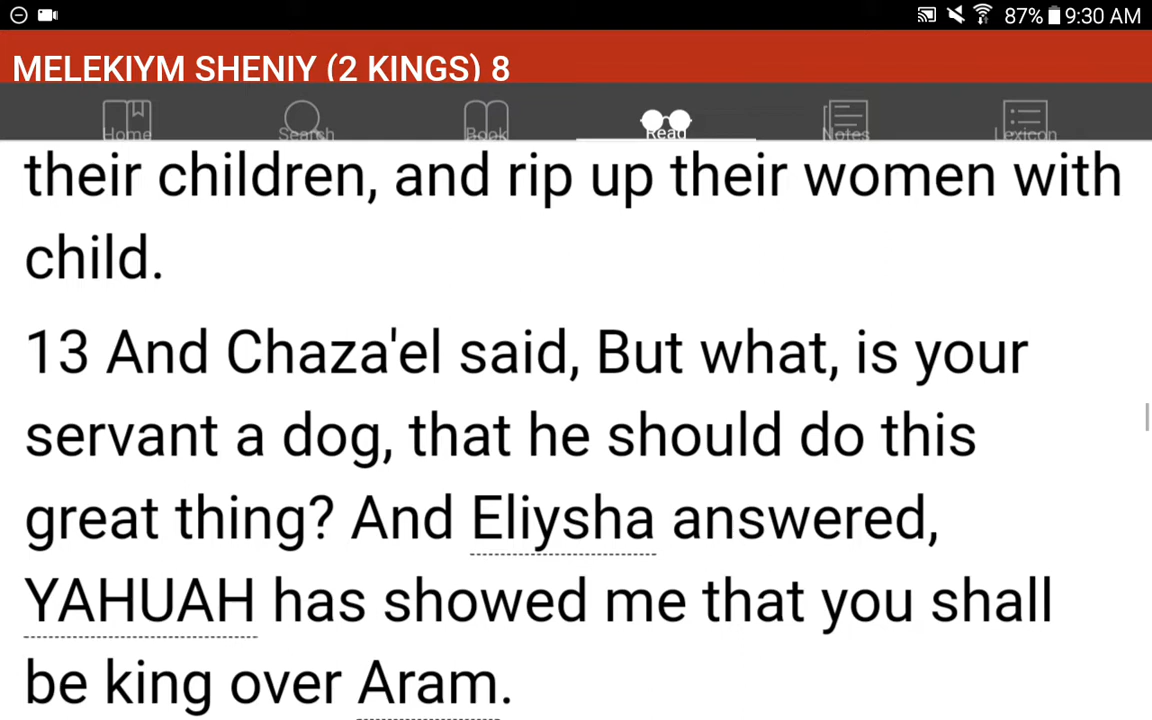 87% 9:30 AM
MELEKIYM SHENIY (2 KINGS) 8
Home Search Book Read Notes Lexicon
their children, and rip up their women with
child.
13 And Chaza'el said, But what, is your
servant a dog, that he should do this
great thing? And Eliysha answered,
YAHUAH has showed me that you shall
be king over Aram.